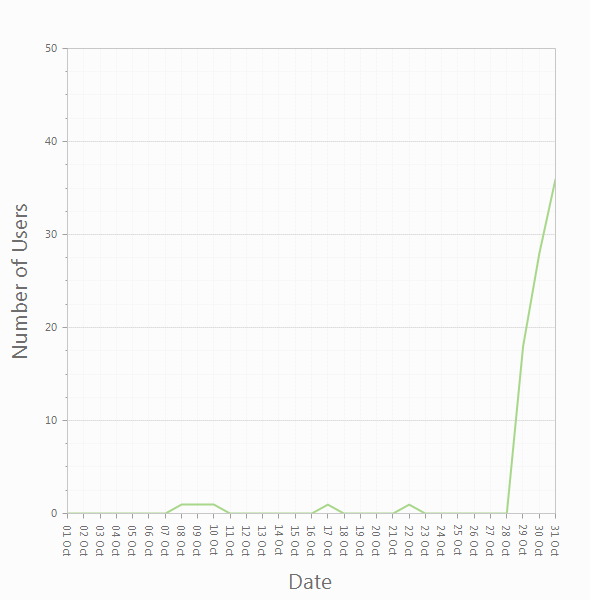 50
40
30
20
10
0
Number of Users
01 Oct
02 Oct
03 Oct
04 Oct
05 Oct
06 Oct
07 Oct
08 Oct
09 Oct
10 Oct
11 Oct
12 Oct
13 Oct
14 Oct
15 Oct
16 Oct
17 Oct
18 Oct
19 Oct
20 Oct
21 Oct
22 Oct
23 Oct
24 Oct
25 Oct
26 Oct
27 Oct
28 Oct
29 Oct
30 Oct
31 Oct
Date